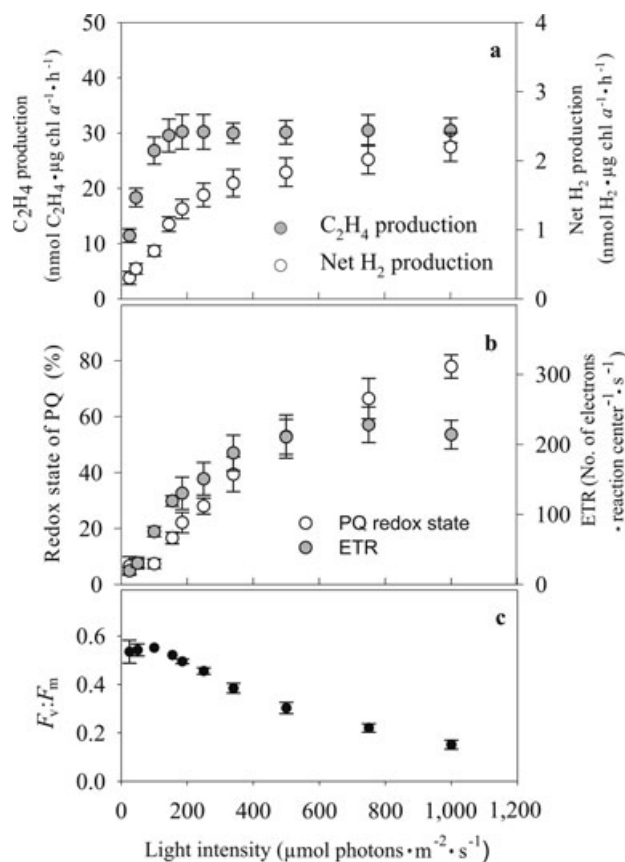 50
40
30
20
10
0
C₂H₄ production
(nmol C₂H₄ • µg chl a⁻¹ • h⁻¹)
a
C₂H₄ production
Net H₂ production
4
3
2
1
0
Net H₂ production
(nmol H₂ • µg chl a⁻¹ • h⁻¹)
80
60
40
20
0
Redox state of PQ (%)
b
PQ redox state
ETR
300
200
100
0
ETR (No. of electrons
• reaction center⁻¹ • s⁻¹)
0.6
0.4
0.2
0.0
Fᵥ:Fₘ
c
0 200 400 600 800 1,000 1,200
Light intensity (µmol photons • m⁻² • s⁻¹)